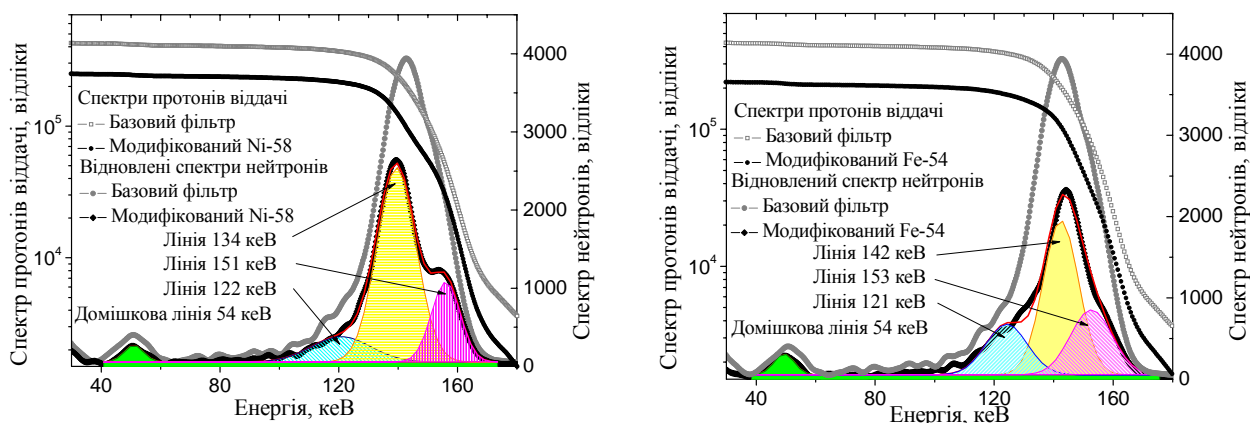 Спектр протонів віддачі, відліки
10^5
10^4
Спектри протонів віддачі
Базовий фільтр
Модифікований Ni-58
Відновлені спектри нейтронів
Базовий фільтр
Модифікований Ni-58
Лінія 134 кеВ
Лінія 151 кеВ
Лінія 122 кеВ
Домішкова лінія 54 кеВ
4000
3000
2000
1000
0
Спектр нейтронів, відліки
40 80 120 160
Енергія, кеВ
Спектр протонів віддачі, відліки
10^5
10^4
Спектри протонів віддачі
Базовий фільтр
Модифікований Fe-54
Відновлений спектр нейтронів
Базовий фільтр
Модифікований Fe-54
Лінія 142 кеВ
Лінія 153 кеВ
Лінія 121 кеВ
Домішкова лінія 54 кеВ
4000
3000
2000
1000
0
Спектр нейтронів, відліки
40 80 120 160
Енергія, кеВ